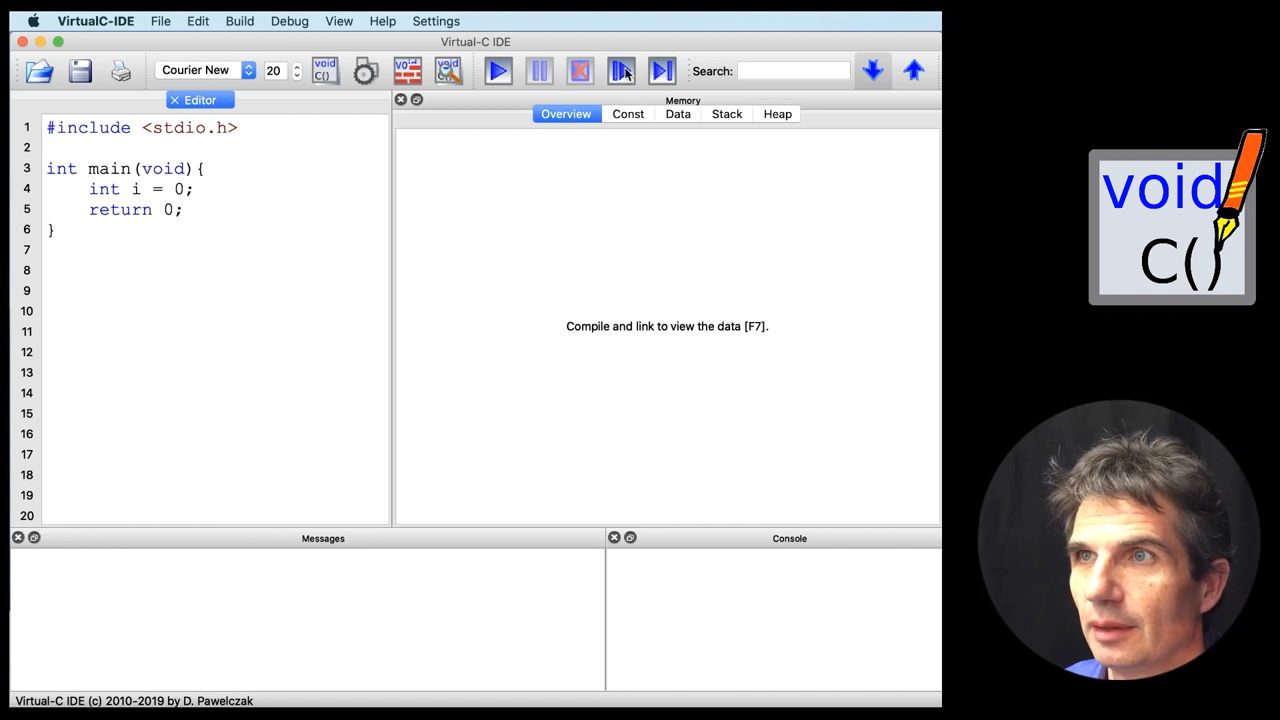 VirtualC-IDE File Edit Build Debug View Help Settings
Virtual-C IDE
Courier New 20 void C() Search:
Editor
Memory
Overview Const Data Stack Heap
1 #include <stdio.h>
2
3 int main(void){
4 int i = 0;
5 return 0;
6 }
7
8
9
10
11
12
13
14
15
16
17
18
19
20
Compile and link to view the data [F7].
Messages
Console
Virtual-C IDE (c) 2010-2019 by D. Pawelczak
void
C()